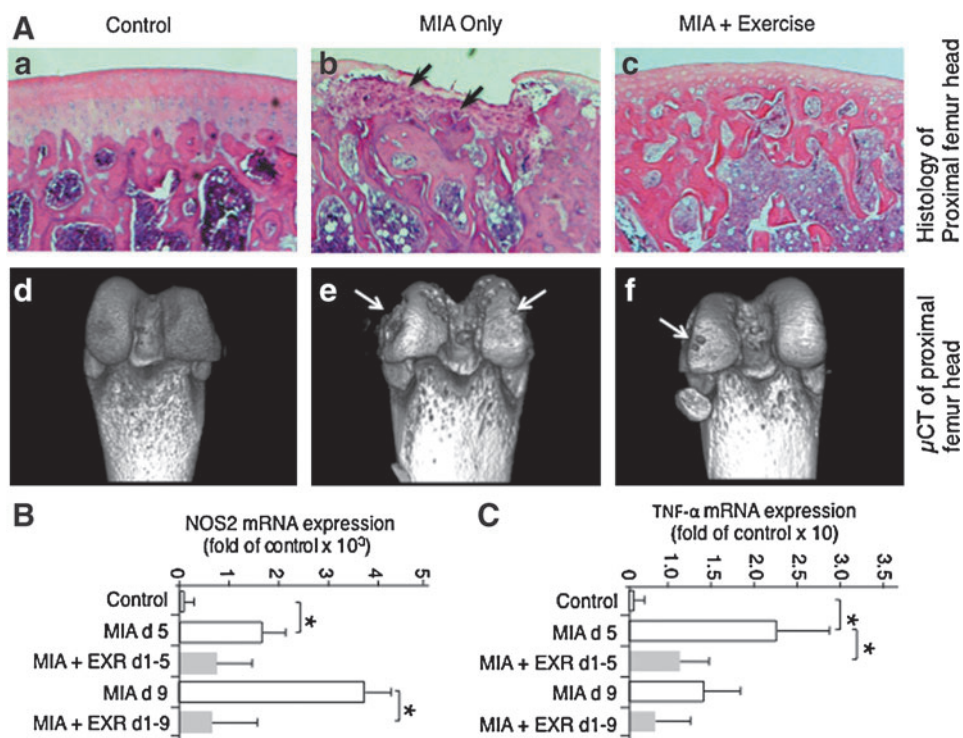 A
Control
MIA Only
MIA + Exercise
a
b
c
Histology of
Proximal femur head
d
e
f
μCT of proximal
femur head
B
NOS2 mRNA expression
(fold of control x 10³)
0
1
2
3
4
5
Control
MIA d 5
MIA + EXR d1-5
MIA d 9
MIA + EXR d1-9
*
*
C
TNF-α mRNA expression
(fold of control x 10)
0
1.0
1.5
2.0
2.5
3.0
3.5
Control
MIA d 5
MIA + EXR d1-5
MIA d 9
MIA + EXR d1-9
*
*